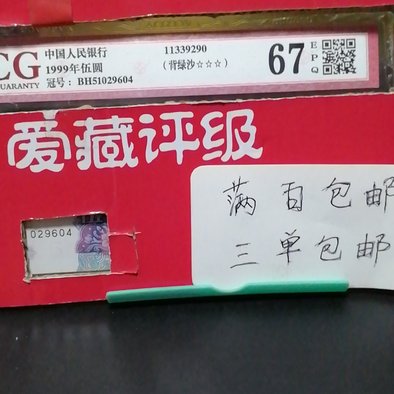 CG
GUARANTY
中国人民银行
1999年伍圆
冠号：BH51029604
11339290
（背绿沙☆☆☆）
67
E
P
Q
爱藏评级
满百包邮
三单包邮
029604